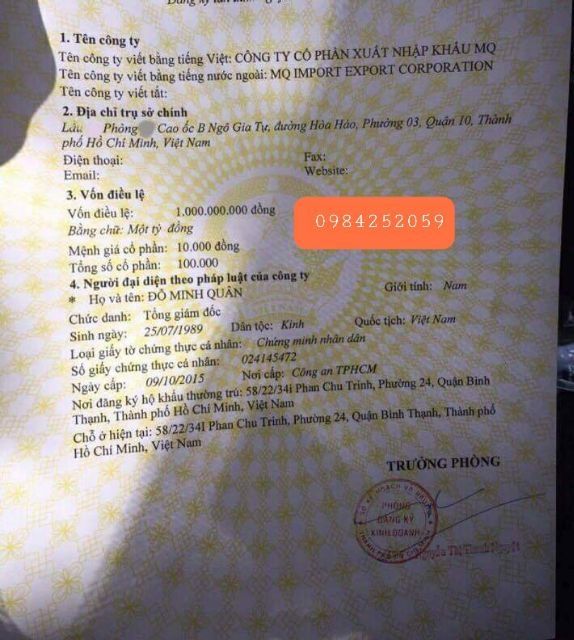 Đăng ký lần
1. Tên công ty
Tên công ty viết bằng tiếng Việt: CÔNG TY CỔ PHẦN XUẤT NHẬP KHẨU MQ
Tên công ty viết bằng tiếng nước ngoài: MQ IMPORT EXPORT CORPORATION
Tên công ty viết tắt:
2. Địa chỉ trụ sở chính
Lầu Phòng Cao ốc B Ngô Gia Tự, đường Hòa Hảo, Phường 03, Quận 10, Thành
phố Hồ Chí Minh, Việt Nam
Điện thoại: Fax:
Email: Website:
3. Vốn điều lệ
Vốn điều lệ: 1.000.000.000 đồng
0984252059
Bằng chữ: Một tỷ đồng
Mệnh giá cổ phần: 10.000 đồng
Tổng số cổ phần: 100.000
4. Người đại diện theo pháp luật của công ty
* Họ và tên: ĐỖ MINH QUÂN Giới tính: Nam
Chức danh: Tổng giám đốc
Sinh ngày: 25/07/1989 Dân tộc: Kinh Quốc tịch: Việt Nam
Loại giấy tờ chứng thực cá nhân: Chứng minh nhân dân
Số giấy chứng thực cá nhân: 024145472
Ngày cấp: 09/10/2015 Nơi cấp: Công an TPHCM
Nơi đăng ký hộ khẩu thường trú: 58/22/34i Phan Chu Trinh, Phường 24, Quận Bình
Thạnh, Thành phố Hồ Chí Minh, Việt Nam
Chỗ ở hiện tại: 58/22/34I Phan Chu Trinh, Phường 24, Quận Bình Thạnh, Thành phố
Hồ Chí Minh, Việt Nam
TRƯỞNG PHÒNG
PHÒNG
ĐĂNG KÝ
KINH DOANH
Nguyễn Thị Thanh Nguyệt